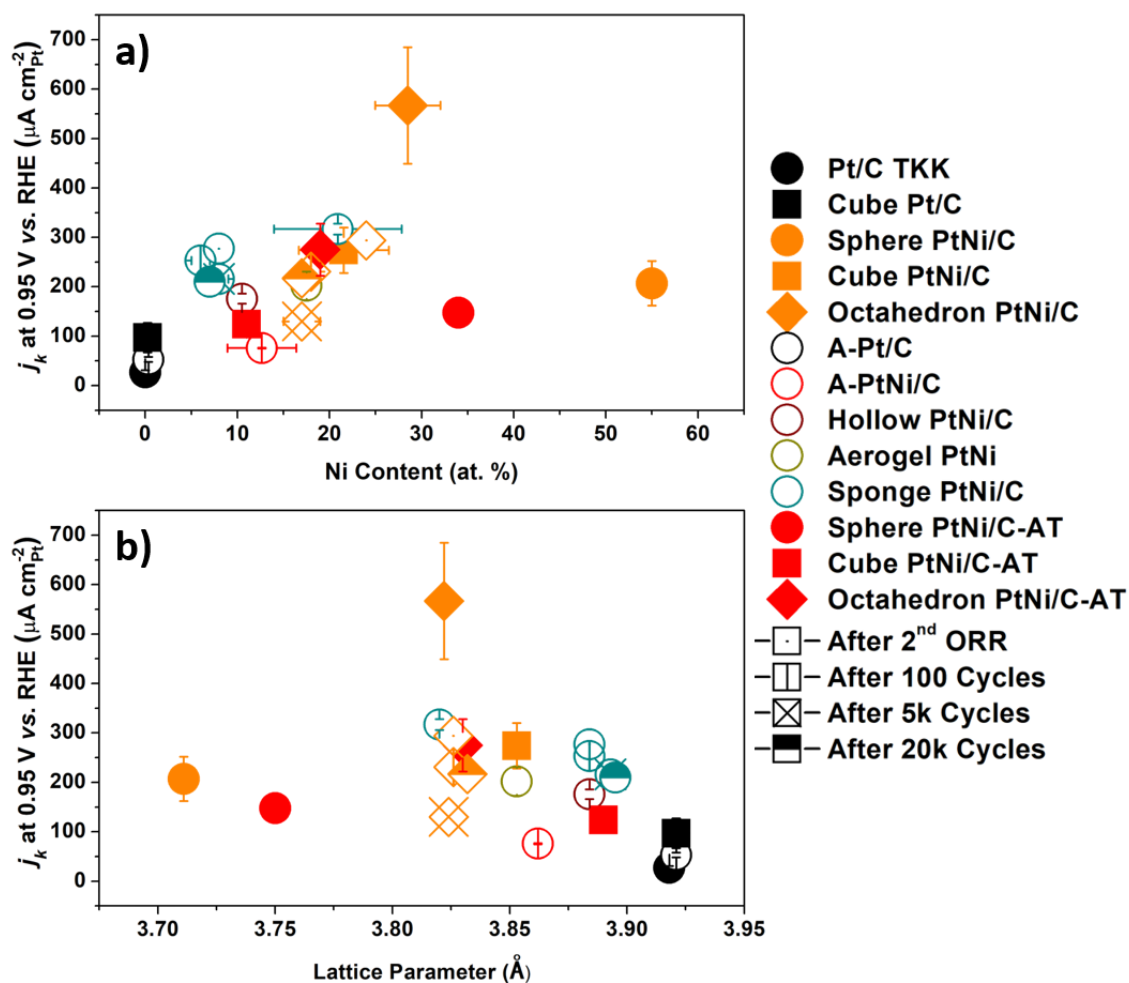 a)
700
600
500
400
300
200
100
0
j_k at 0.95 V vs. RHE (μA cm⁻²_Pt)
0 10 20 30 40 50 60
Ni Content (at. %)
b)
700
600
500
400
300
200
100
0
j_k at 0.95 V vs. RHE (μA cm⁻²_Pt)
3.70 3.75 3.80 3.85 3.90 3.95
Lattice Parameter (Å)
Pt/C TKK
Cube Pt/C
Sphere PtNi/C
Cube PtNi/C
Octahedron PtNi/C
A-Pt/C
A-PtNi/C
Hollow PtNi/C
Aerogel PtNi
Sponge PtNi/C
Sphere PtNi/C-AT
Cube PtNi/C-AT
Octahedron PtNi/C-AT
After 2nd ORR
After 100 Cycles
After 5k Cycles
After 20k Cycles